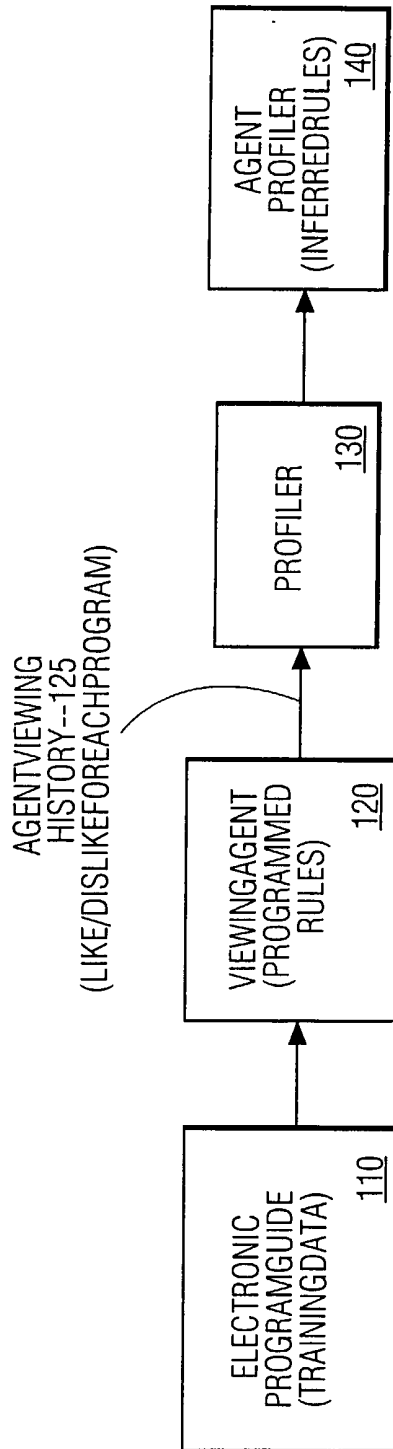 AGENTVIEWING
HISTORY--125
(LIKE/DISLIKEFOREACHPROGRAM)
ELECTRONIC
PROGRAMGUIDE
(TRAININGDATA)
110
VIEWINGAGENT
(PROGRAMMED
RULES)
120
PROFILER
130
AGENT
PROFILER
(INFERREDRULES)
140